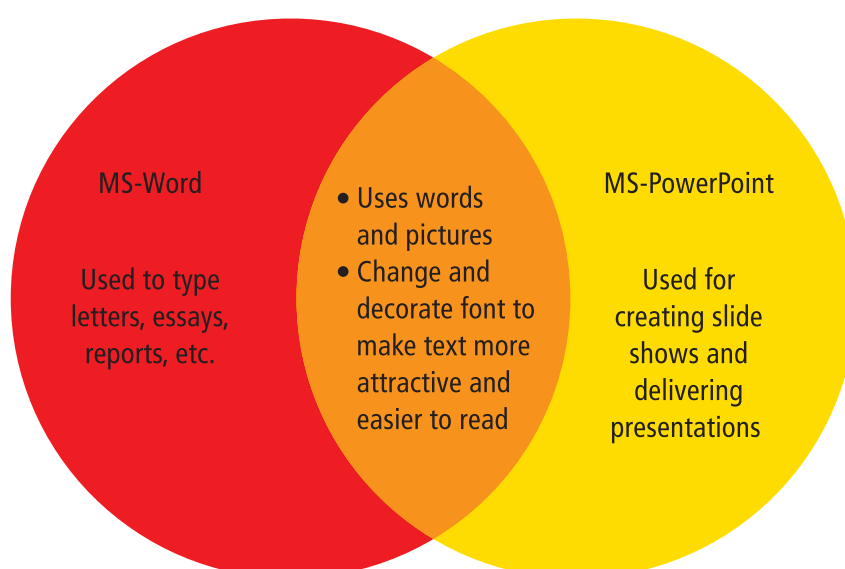 MS-Word
Used to type
letters, essays,
reports, etc.
• Uses words
and pictures
• Change and
decorate font to
make text more
attractive and
easier to read
MS-PowerPoint
Used for
creating slide
shows and
delivering
presentations